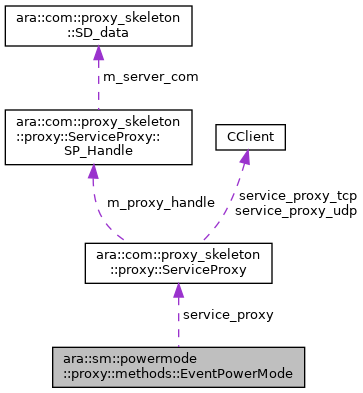 ara::com::proxy_skeleton
::SD_data
m_server_com
ara::com::proxy_skeleton
::proxy::ServiceProxy::
SP_Handle
CClient
m_proxy_handle
service_proxy_tcp
service_proxy_udp
ara::com::proxy_skeleton
::proxy::ServiceProxy
service_proxy
ara::sm::powermode
::proxy::methods::EventPowerMode